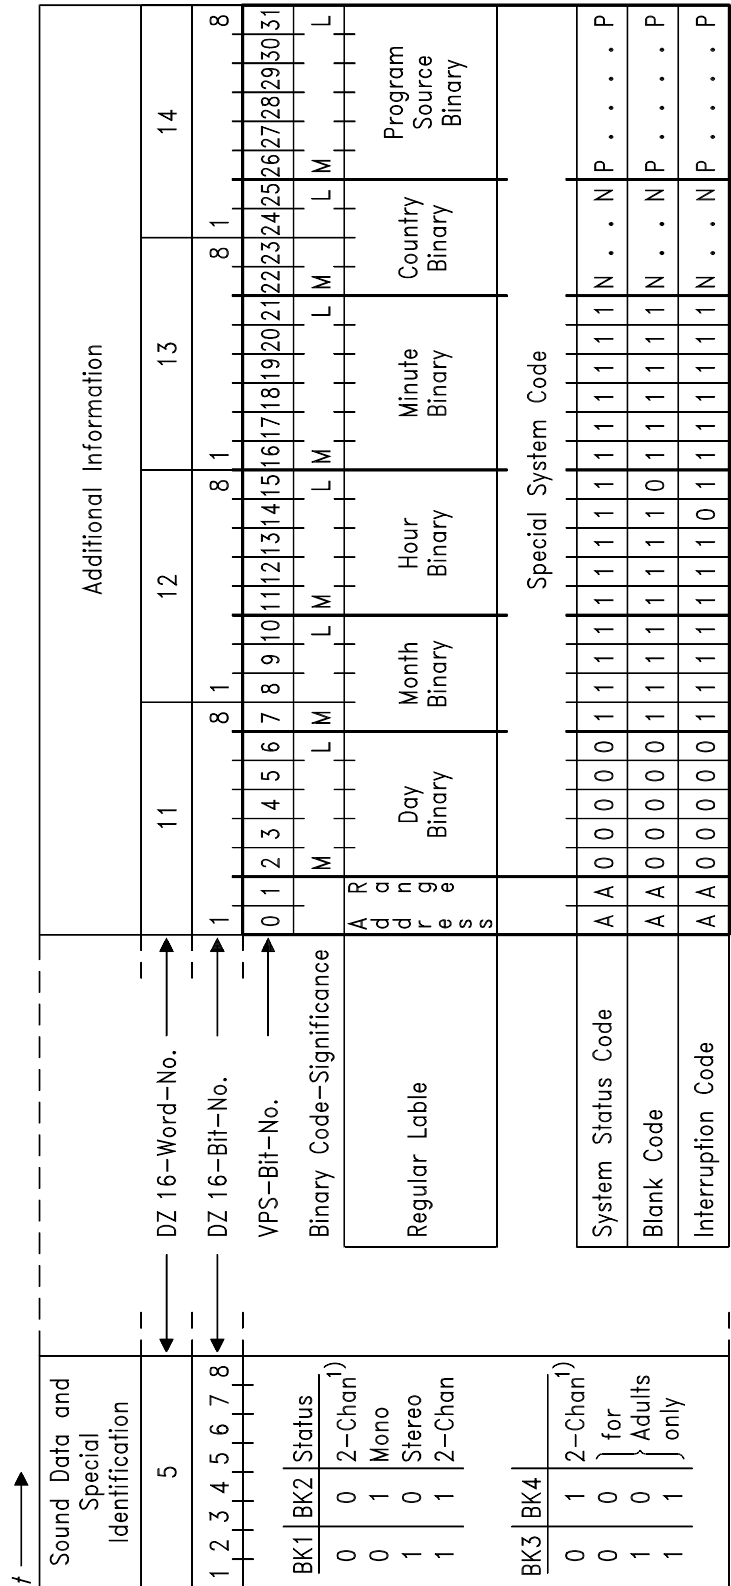 t
Sound Data and
Special
Identification
Additional Information
DZ 16–Word–No.
5
11
12
13
14
DZ 16–Bit–No.
1 2 3 4 5 6 7 8
1 8 1 8 1 8 1 8
VPS–Bit–No.
0 1 2 3 4 5 6 7 8 9 10 11 12 13 14 15 16 17 18 19 20 21 22 23 24 25 26 27 28 29 30 31
Binary Code–Significance
M L M L M L M L M L M L
Regular Lable
Address
Range
Day
Binary
Month
Binary
Hour
Binary
Minute
Binary
Country
Binary
Program
Source
Binary
Special System Code
System Status Code
A A 0 0 0 0 0 1 1 1 1 1 1 1 1 1 1 1 1 1 1 1 N . . N P . . . . P
Blank Code
A A 0 0 0 0 0 1 1 1 1 1 1 1 1 0 1 1 1 1 1 1 N . . N P . . . . P
Interruption Code
A A 0 0 0 0 0 1 1 1 1 1 1 1 0 1 1 1 1 1 1 1 N . . N P . . . . P
BK1 BK2 Status
0 0 2–Chan1)
0 1 Mono
1 0 Stereo
1 1 2–Chan
BK3 BK4
0 1 2–Chan1)
0 0 for
1 0 Adults
1 1 only